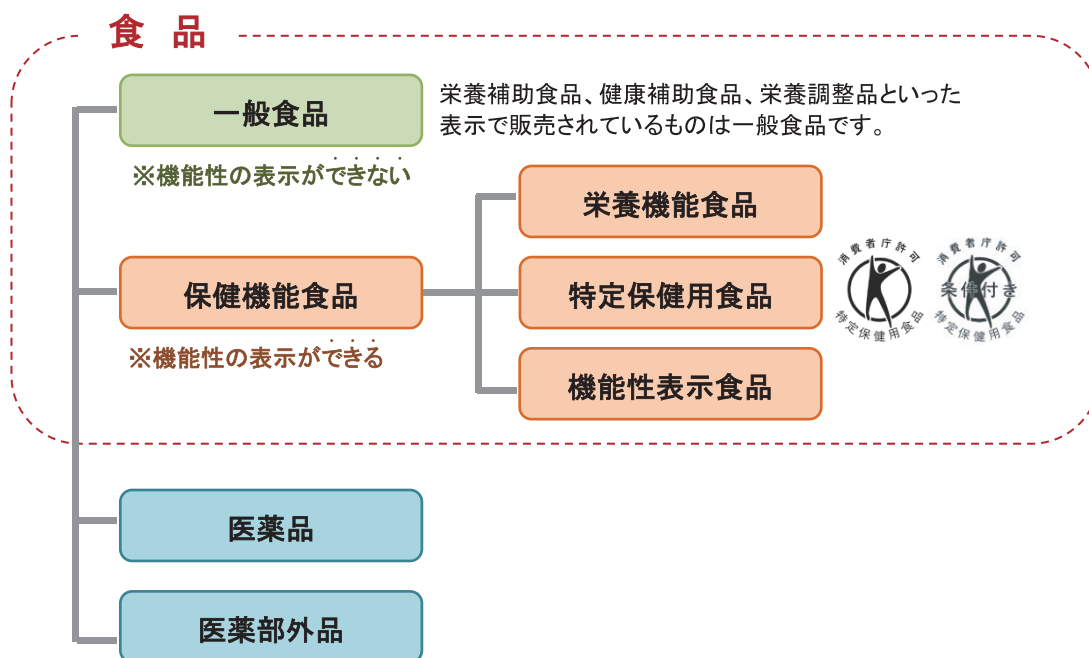 食 品
一般食品
栄養補助食品、健康補助食品、栄養調整品といった
表示で販売されているものは一般食品です。
※機能性の表示ができない
栄養機能食品
保健機能食品
特定保健用食品
消費者庁許可
特定保健用食品
消費者庁許可
条件付き
特定保健用食品
※機能性の表示ができる
機能性表示食品
医薬品
医薬部外品